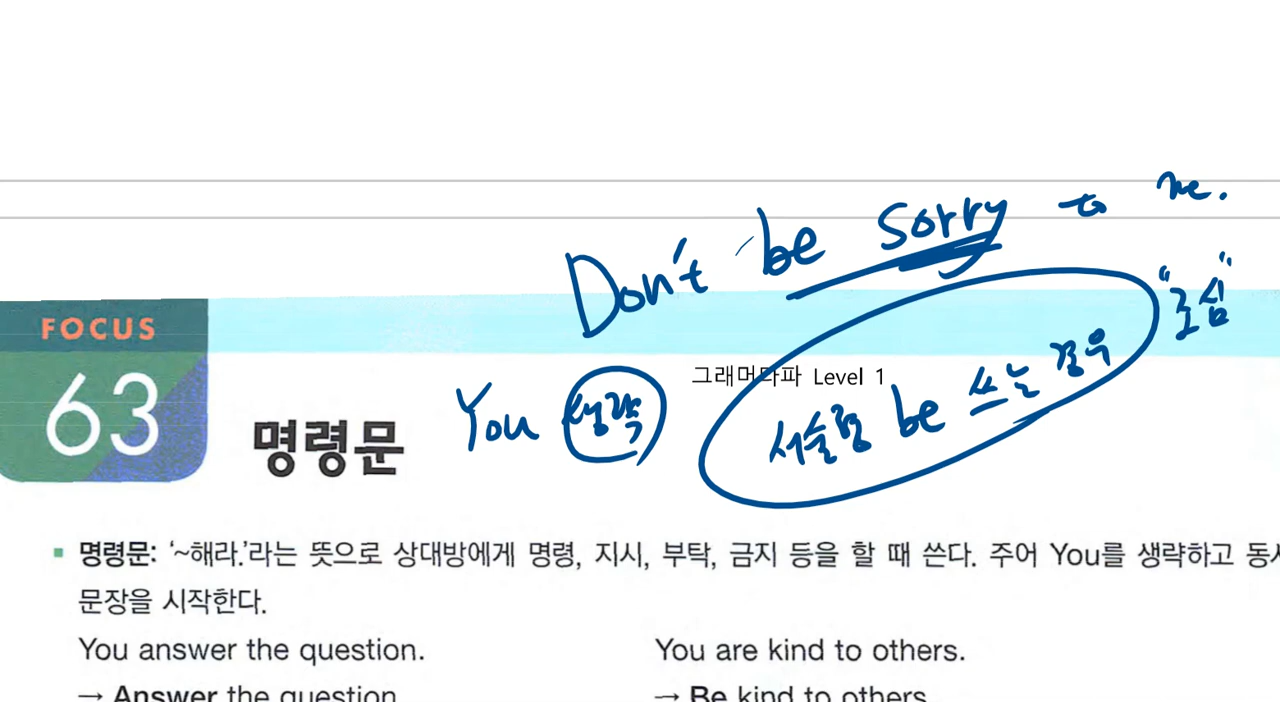 Don't be sorry to me.
"조심"
FOCUS
63
그래머타파 Level 1
명령문
You 생략
서술형 be 쓰는 경우
▪ 명령문: '~해라.'라는 뜻으로 상대방에게 명령, 지시, 부탁, 금지 등을 할 때 쓴다. 주어 You를 생략하고
문장을 시작한다.
You answer the question.
You are kind to others.
→ Answer the question
→ Be kind to others